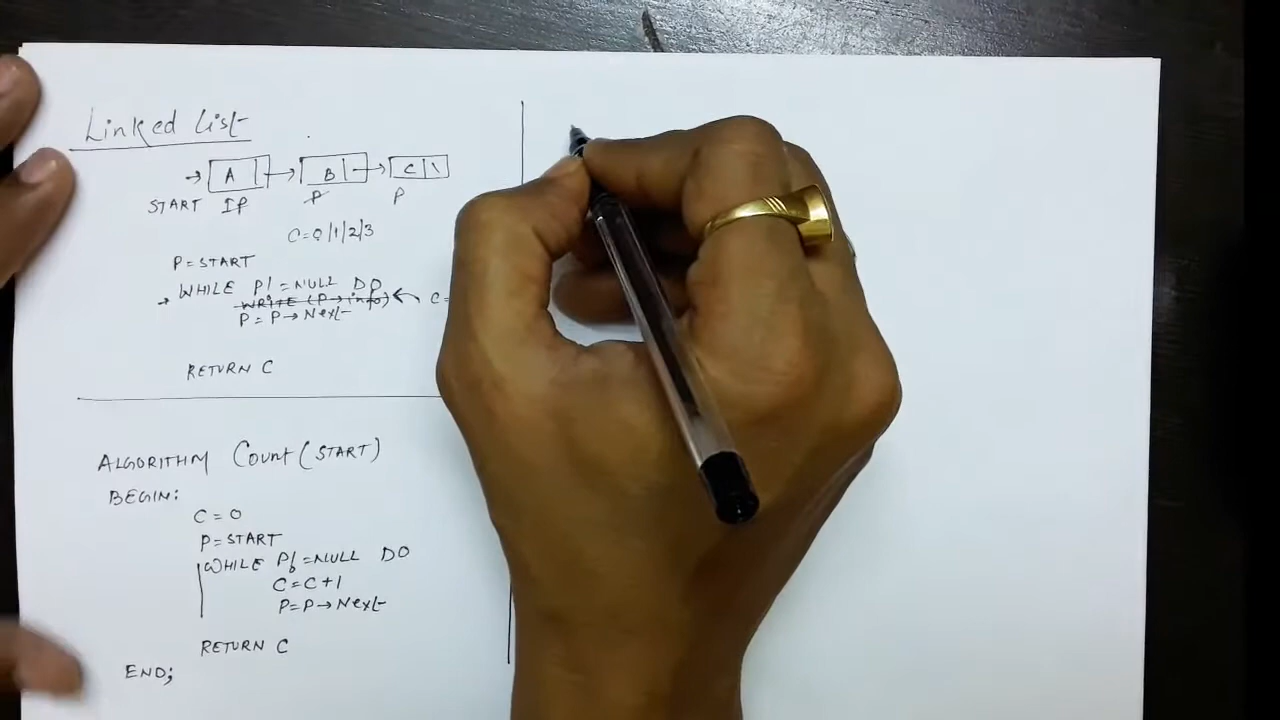 Linked List
→ A → B → C \
START 1P P P
C=0/1/2/3
P=START
→ WHILE P!=NULL DO
WRITE (P→info) ← C=
P=P→Next
RETURN C
ALGORITHM Count(START)
BEGIN:
C=0
P=START
WHILE P!=NULL DO
C=C+1
P=P→Next
RETURN C
END;